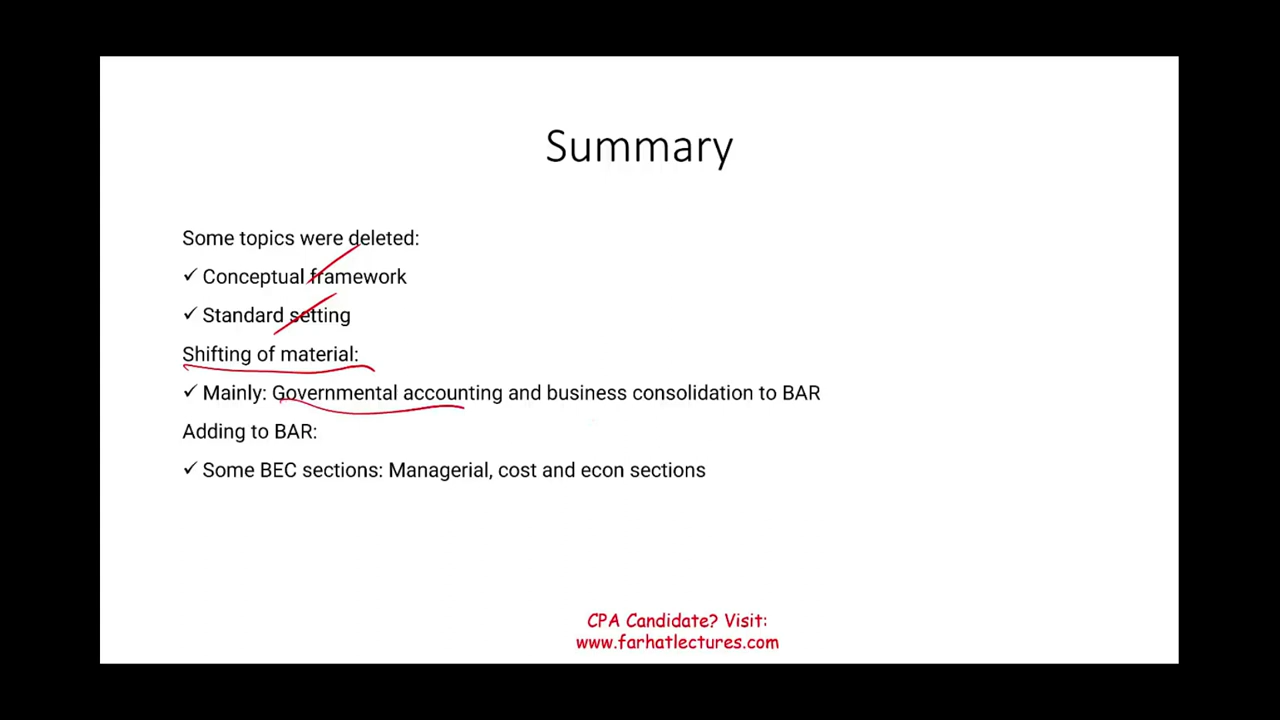 Summary
Some topics were deleted:
✓ Conceptual framework
✓ Standard setting
Shifting of material:
✓ Mainly: Governmental accounting and business consolidation to BAR
Adding to BAR:
✓ Some BEC sections: Managerial, cost and econ sections
CPA Candidate? Visit:
www.farhatlectures.com